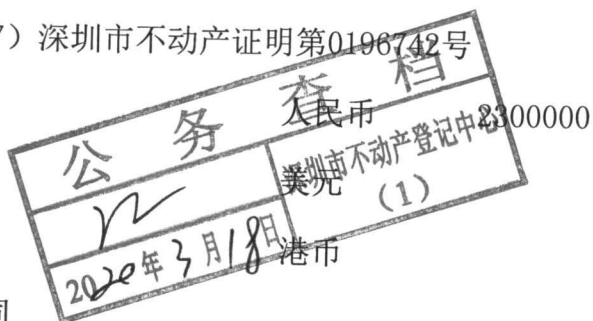 7）深圳市不动产证明第0196742号
公务查档
人民币 2300000
深圳市不动产登记中心
（1）
美元
2020年3月18日
港币